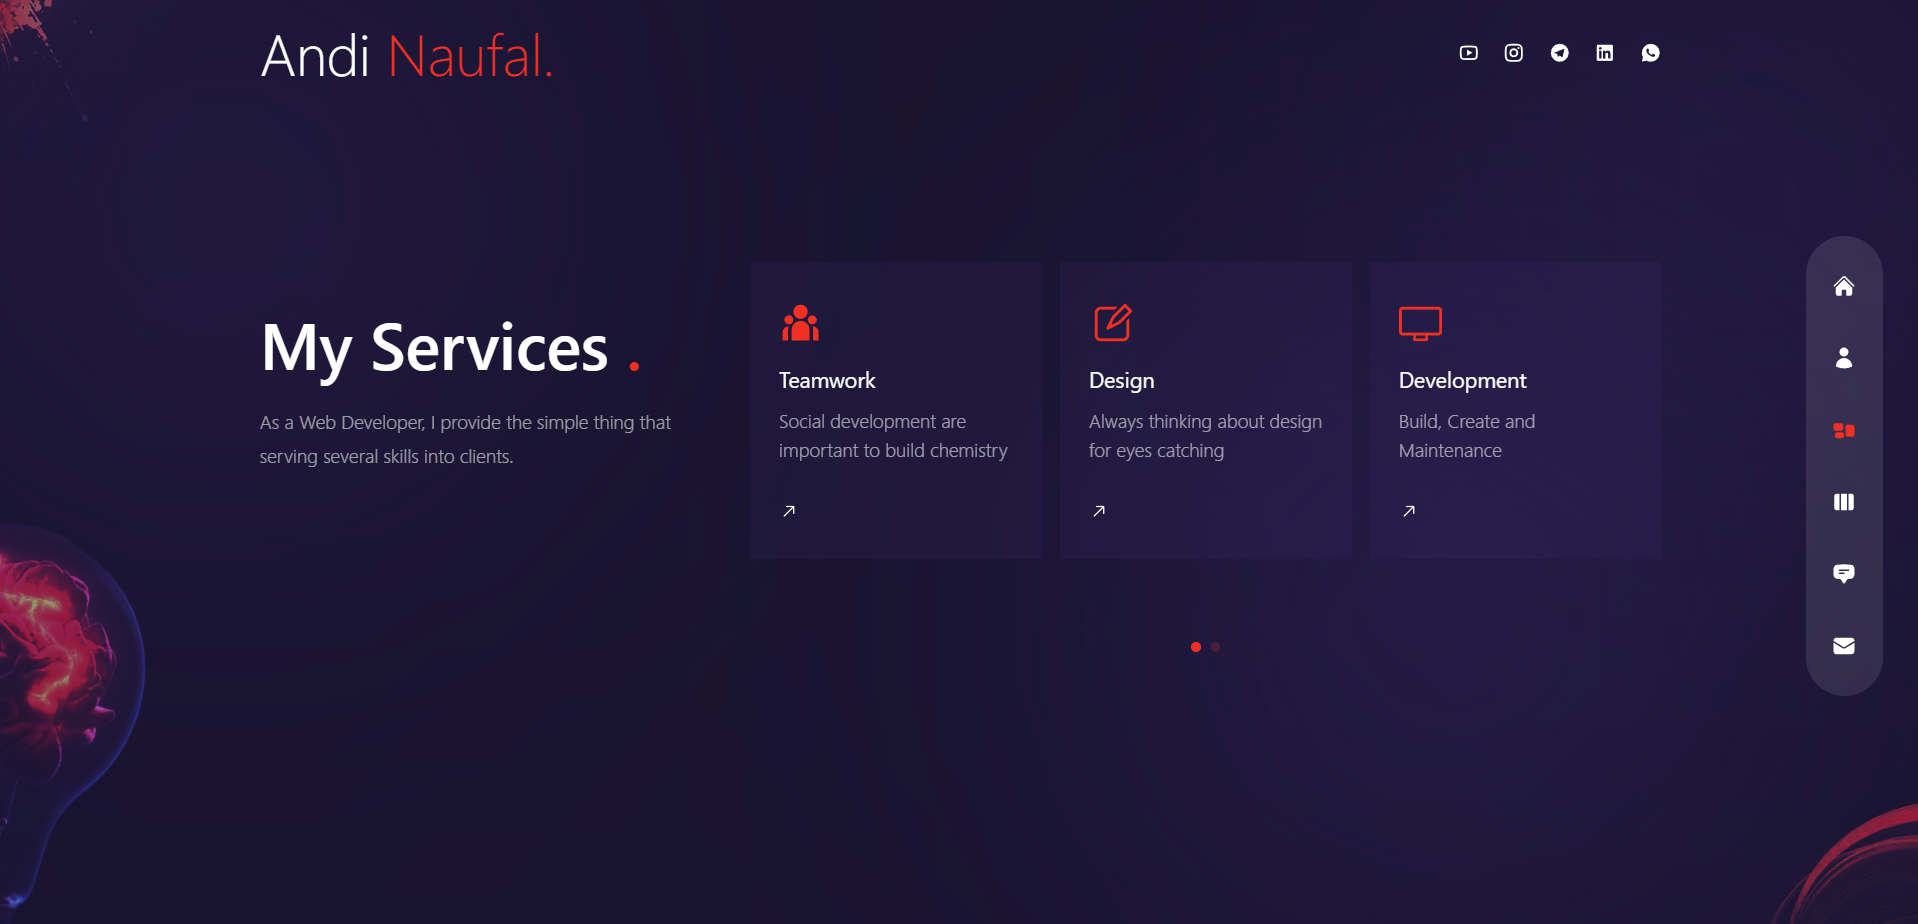 Andi Naufal.
My Services .
As a Web Developer, I provide the simple thing that
serving several skills into clients.
Teamwork
Social development are
important to build chemistry
Design
Always thinking about design
for eyes catching
Development
Build, Create and
Maintenance